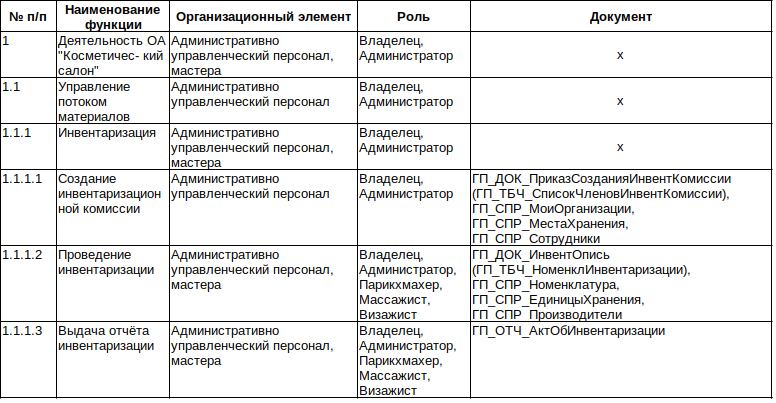 № п/п
Наименование
функции
Организационный элемент
Роль
Документ
1
Деятельность ОА
"Косметичес- кий
салон"
Административно
управленческий персонал,
мастера
Владелец,
Администратор
х
1.1
Управление
потоком
материалов
Административно
управленческий персонал
Владелец,
Администратор
х
1.1.1
Инвентаризация
Административно
управленческий персонал,
мастера
Владелец,
Администратор
х
1.1.1.1
Создание
инвентаризацион
ной комиссии
Административно
управленческий персонал
Владелец,
Администратор
ГП_ДОК_ПриказСозданияИнвентКомиссии
(ГП_ТБЧ_СписокЧленовИнвентКомиссии),
ГП_СПР_МоиОрганизации,
ГП_СПР_МестаХранения,
ГП_СПР_Сотрудники
1.1.1.2
Проведение
инвентаризации
Административно
управленческий персонал,
мастера
Владелец,
Администратор,
Парикхмахер,
Массажист,
Визажист
ГП_ДОК_ИнвентОпись
(ГП_ТБЧ_НоменклИнвентаризации),
ГП_СПР_Номенклатура,
ГП_СПР_ЕдиницыХранения,
ГП_СПР_Производители
1.1.1.3
Выдача отчёта
инвентаризации
Административно
управленческий персонал,
мастера
Владелец,
Администратор,
Парикхмахер,
Массажист,
Визажист
ГП_ОТЧ_АктОбИнвентаризации